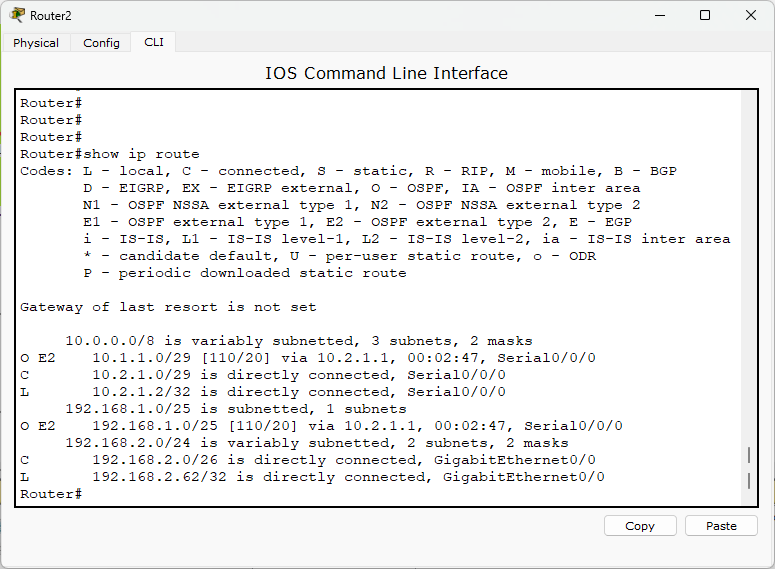 Router2
Physical Config CLI
IOS Command Line Interface
Router#
Router#
Router#
Router#show ip route
Codes: L - local, C - connected, S - static, R - RIP, M - mobile, B - BGP
       D - EIGRP, EX - EIGRP external, O - OSPF, IA - OSPF inter area
       N1 - OSPF NSSA external type 1, N2 - OSPF NSSA external type 2
       E1 - OSPF external type 1, E2 - OSPF external type 2, E - EGP
       i - IS-IS, L1 - IS-IS level-1, L2 - IS-IS level-2, ia - IS-IS inter area
       * - candidate default, U - per-user static route, o - ODR
       P - periodic downloaded static route
Gateway of last resort is not set
     10.0.0.0/8 is variably subnetted, 3 subnets, 2 masks
O E2    10.1.1.0/29 [110/20] via 10.2.1.1, 00:02:47, Serial0/0/0
C       10.2.1.0/29 is directly connected, Serial0/0/0
L       10.2.1.2/32 is directly connected, Serial0/0/0
     192.168.1.0/25 is subnetted, 1 subnets
O E2    192.168.1.0/25 [110/20] via 10.2.1.1, 00:02:47, Serial0/0/0
     192.168.2.0/24 is variably subnetted, 2 subnets, 2 masks
C       192.168.2.0/26 is directly connected, GigabitEthernet0/0
L       192.168.2.62/32 is directly connected, GigabitEthernet0/0
Router#
Copy Paste